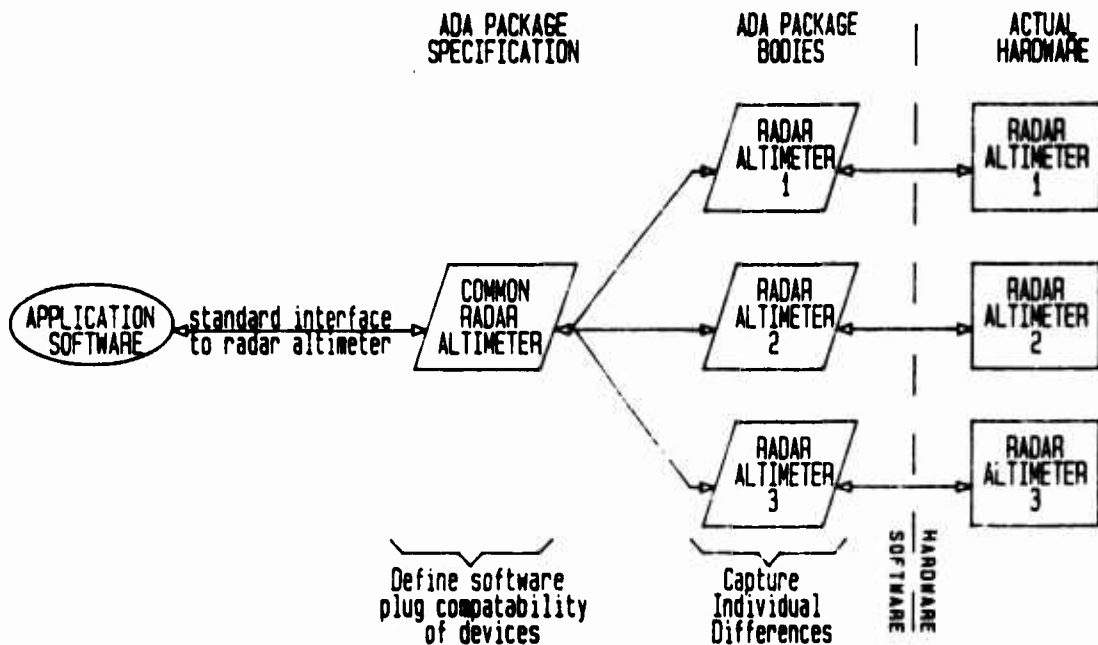 ADA PACKAGE
SPECIFICATION
ADA PACKAGE
BODIES
ACTUAL
HARDWARE
RADAR
ALTIMETER
1
RADAR
ALTIMETER
1
APPLICATION
SOFTWARE
standard interface
to radar altimeter
COMMON
RADAR
ALTIMETER
RADAR
ALTIMETER
2
RADAR
ALTIMETER
2
RADAR
ALTIMETER
3
RADAR
ALTIMETER
3
Define software
plug compatability
of devices
Capture
Individual
Differences
HARDWARE
SOFTWARE